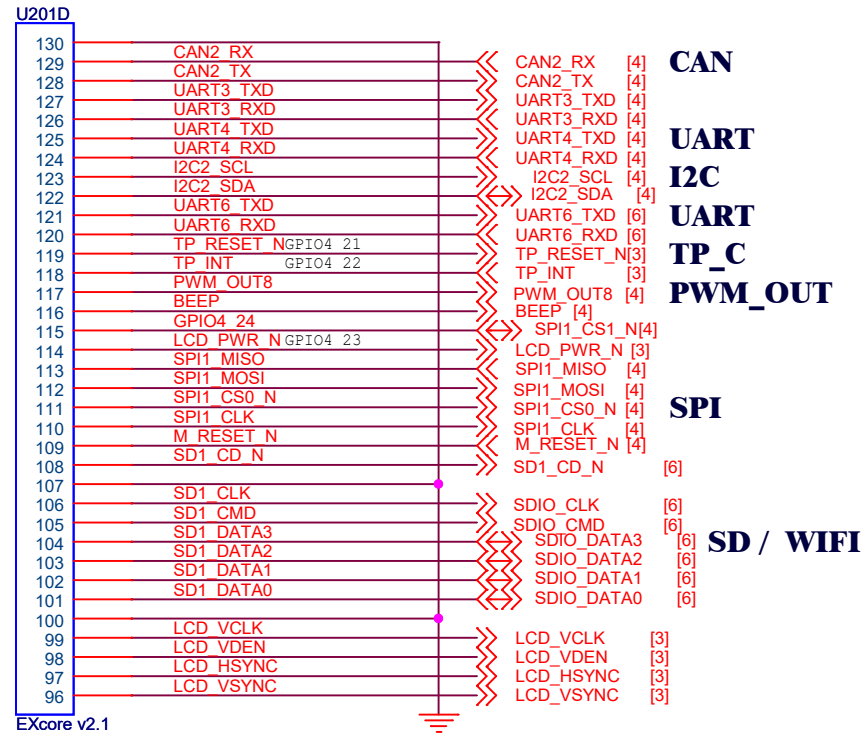 U201D
130
129 CAN2_RX CAN2_RX [4] CAN
128 CAN2_TX CAN2_TX [4]
127 UART3_TXD UART3_TXD [4]
126 UART3_RXD UART3_RXD [4]
125 UART4_TXD UART4_TXD [4] UART
124 UART4_RXD UART4_RXD [4]
123 I2C2_SCL I2C2_SCL [4] I2C
122 I2C2_SDA I2C2_SDA [4]
121 UART6_TXD UART6_TXD [6] UART
120 UART6_RXD UART6_RXD [6]
119 TP_RESET_N GPIO4_21 TP_RESET_N[3] TP_C
118 TP_INT GPIO4_22 TP_INT [3]
117 PWM_OUT8 PWM_OUT8 [4] PWM_OUT
116 BEEP BEEP [4]
115 GPIO4_24 SPI1_CS1_N[4]
114 LCD_PWR_N GPIO4_23 LCD_PWR_N [3]
113 SPI1_MISO SPI1_MISO [4]
112 SPI1_MOSI SPI1_MOSI [4]
111 SPI1_CS0_N SPI1_CS0_N [4] SPI
110 SPI1_CLK SPI1_CLK [4]
109 M_RESET_N M_RESET_N [4]
108 SD1_CD_N SD1_CD_N [6]
107
106 SD1_CLK SDIO_CLK [6]
105 SD1_CMD SDIO_CMD [6]
104 SD1_DATA3 SDIO_DATA3 [6] SD / WIFI
103 SD1_DATA2 SDIO_DATA2 [6]
102 SD1_DATA1 SDIO_DATA1 [6]
101 SD1_DATA0 SDIO_DATA0 [6]
100
99 LCD_VCLK LCD_VCLK [3]
98 LCD_VDEN LCD_VDEN [3]
97 LCD_HSYNC LCD_HSYNC [3]
96 LCD_VSYNC LCD_VSYNC [3]
EXcore v2.1